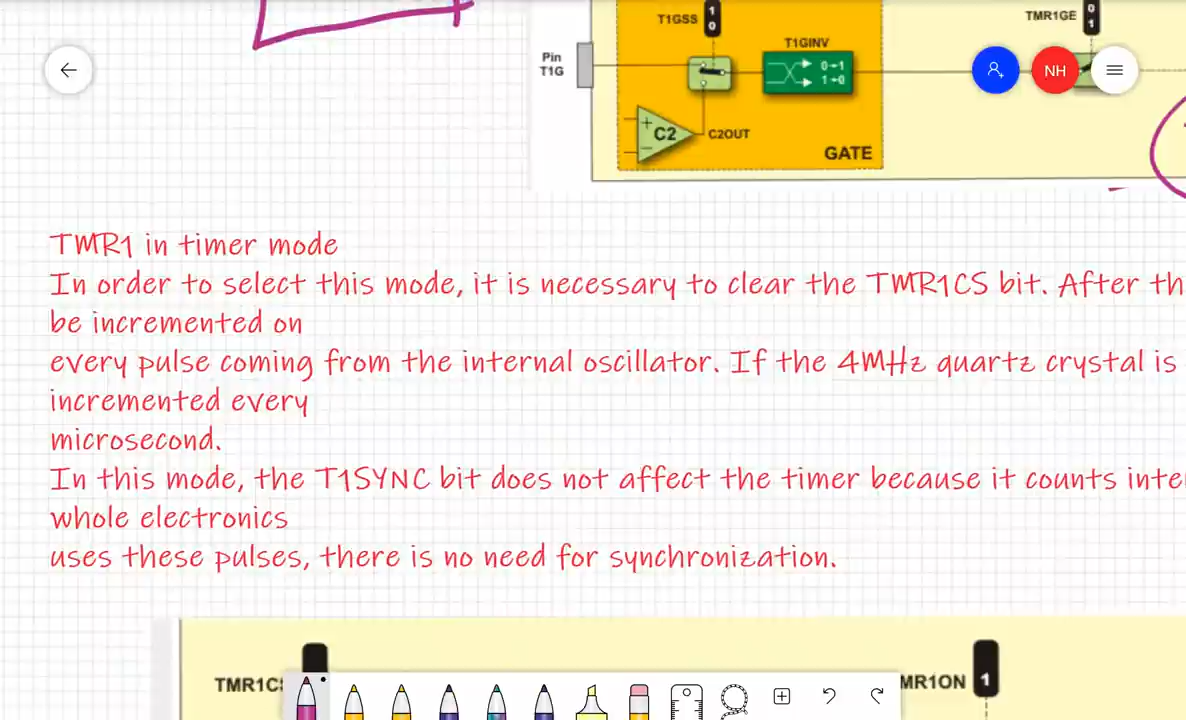 T1GSS 1 0
TMR1GE 0 1
T1GINV
Pin
T1G
0→1
1→0
NH
+
C2
−
C2OUT
GATE
TMR1 in timer mode
In order to select this mode, it is necessary to clear the TMR1CS bit. After th
be incremented on
every pulse coming from the internal oscillator. If the 4MHz quartz crystal is
incremented every
microsecond.
In this mode, the T1SYNC bit does not affect the timer because it counts inte
whole electronics
uses these pulses, there is no need for synchronization.
TMR1C
MR1ON 1